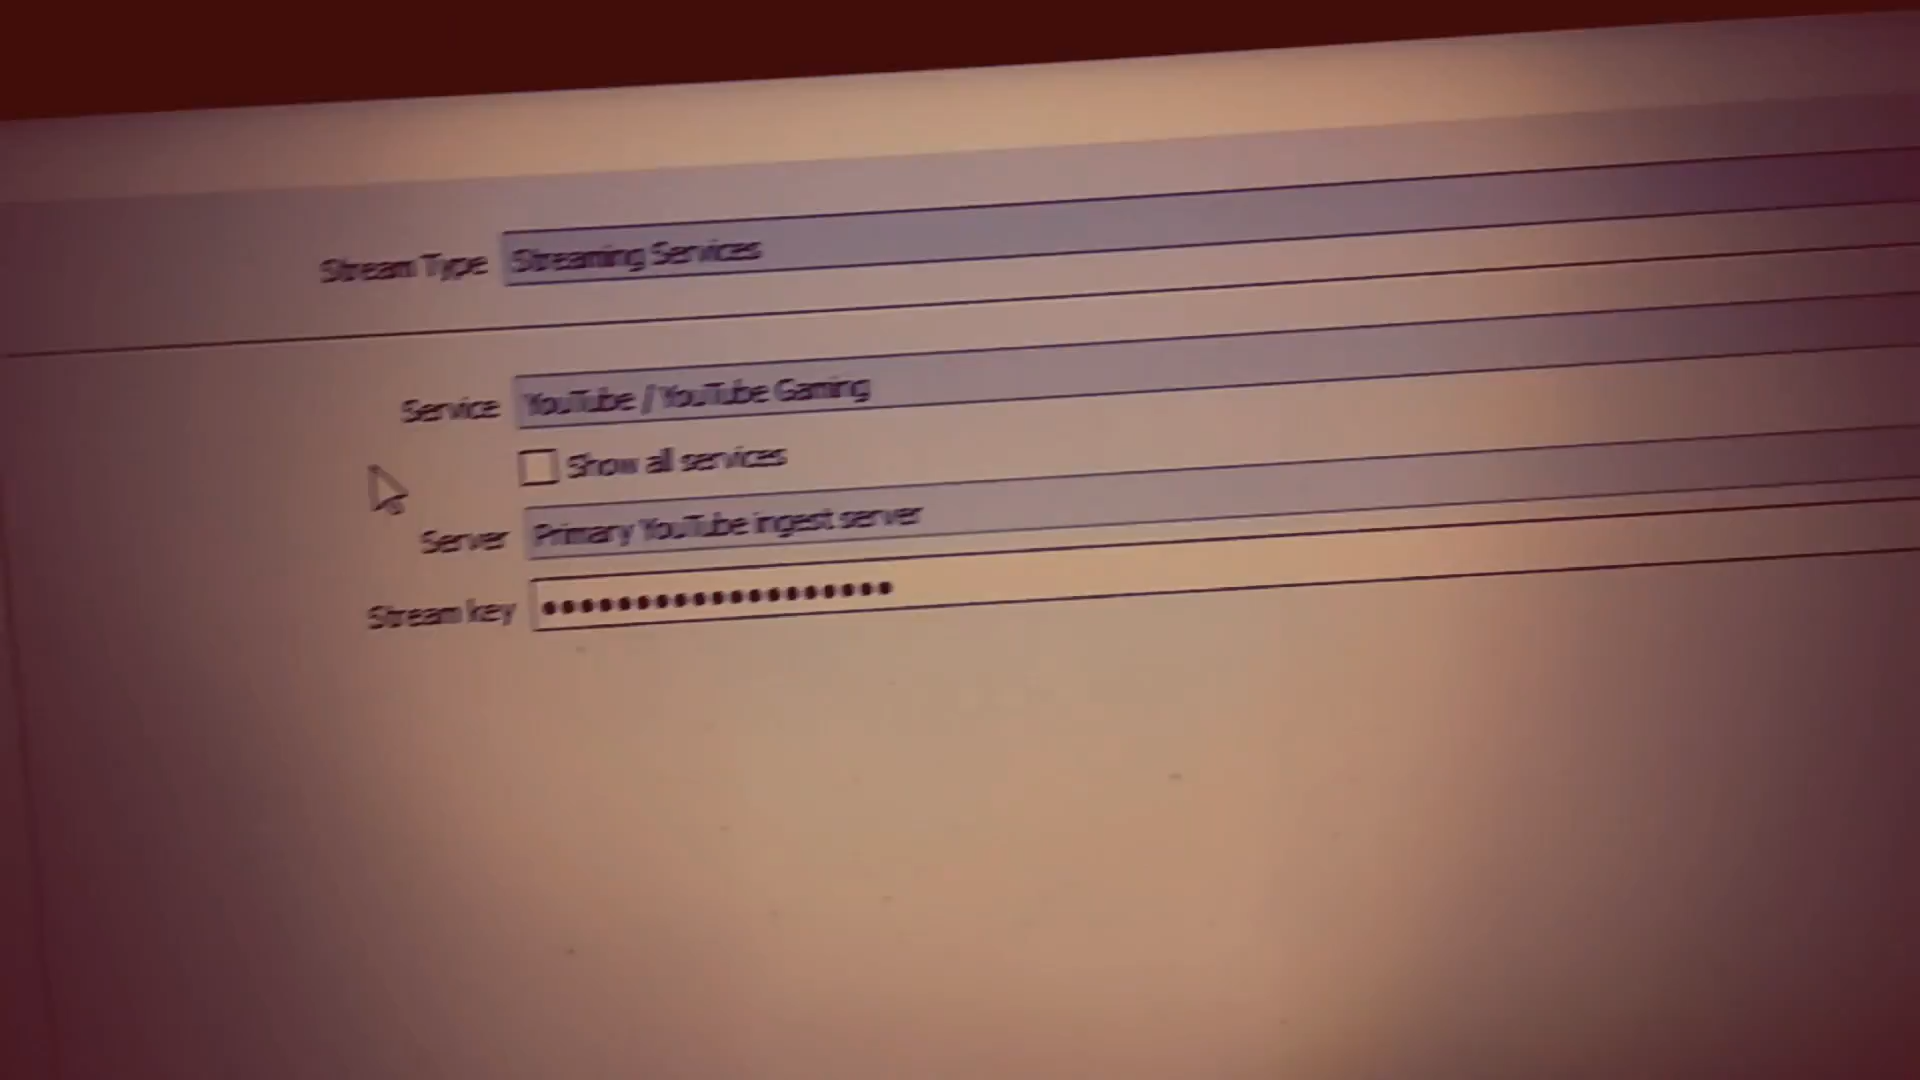 Stream Type Streaming Services
Service YouTube / YouTube Gaming
Show all services
Server Primary YouTube ingest server
Stream key ●●●●●●●●●●●●●●●●●●●